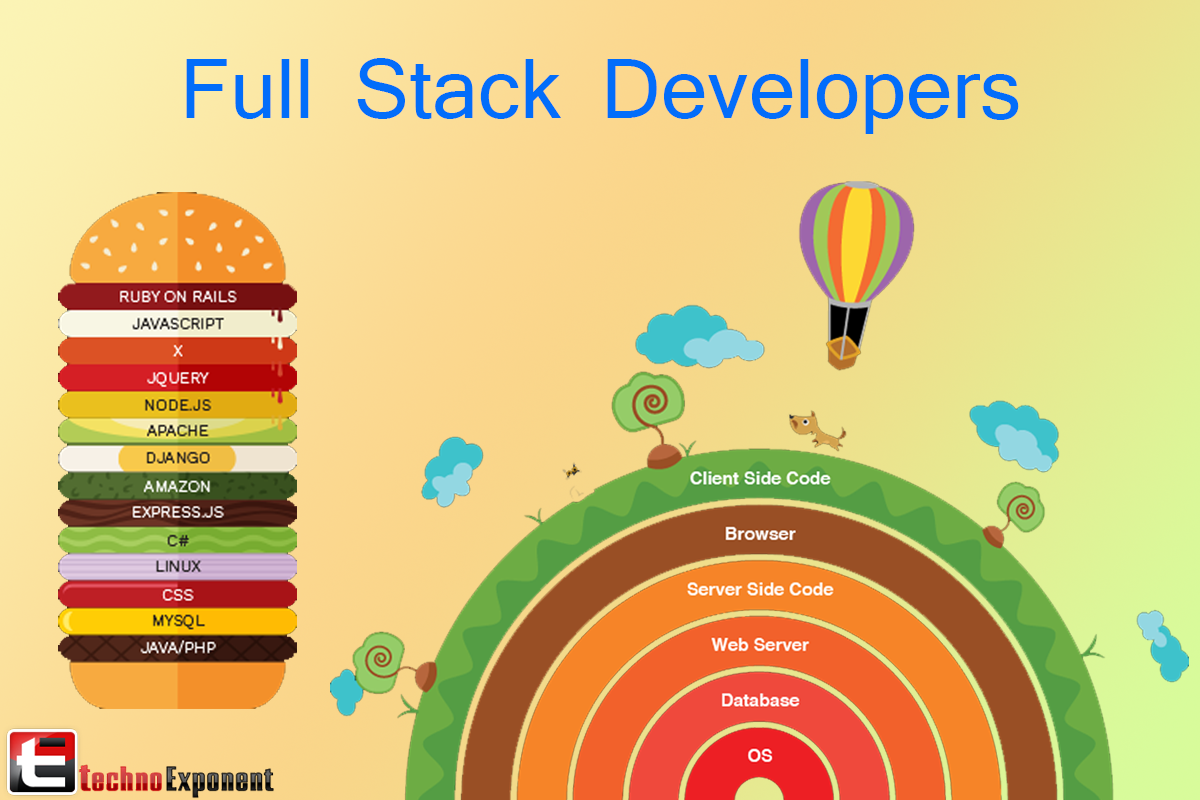 Full Stack Developers
RUBY ON RAILS
JAVASCRIPT
X
JQUERY
NODE.JS
APACHE
DJANGO
AMAZON
EXPRESS.JS
C#
LINUX
CSS
MYSQL
JAVA/PHP
Client Side Code
Browser
Server Side Code
Web Server
Database
OS
technoExponent